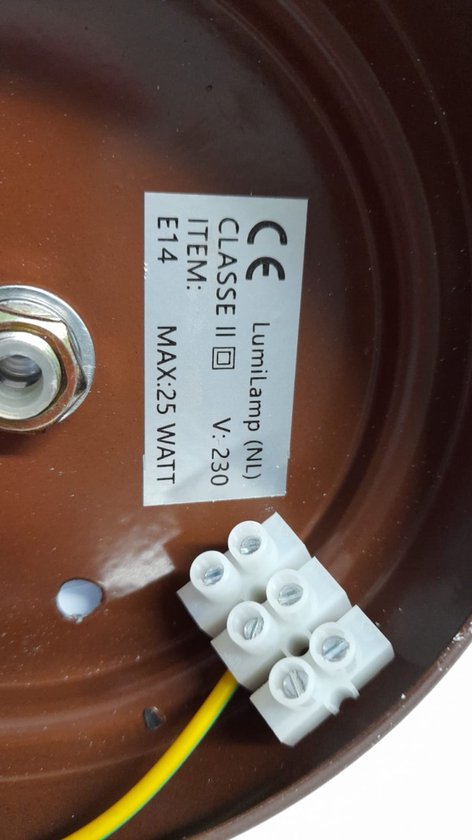 CE LumiLamp (NL)
CLASSE II V: 230
ITEM:
E14 MAX:25 WATT